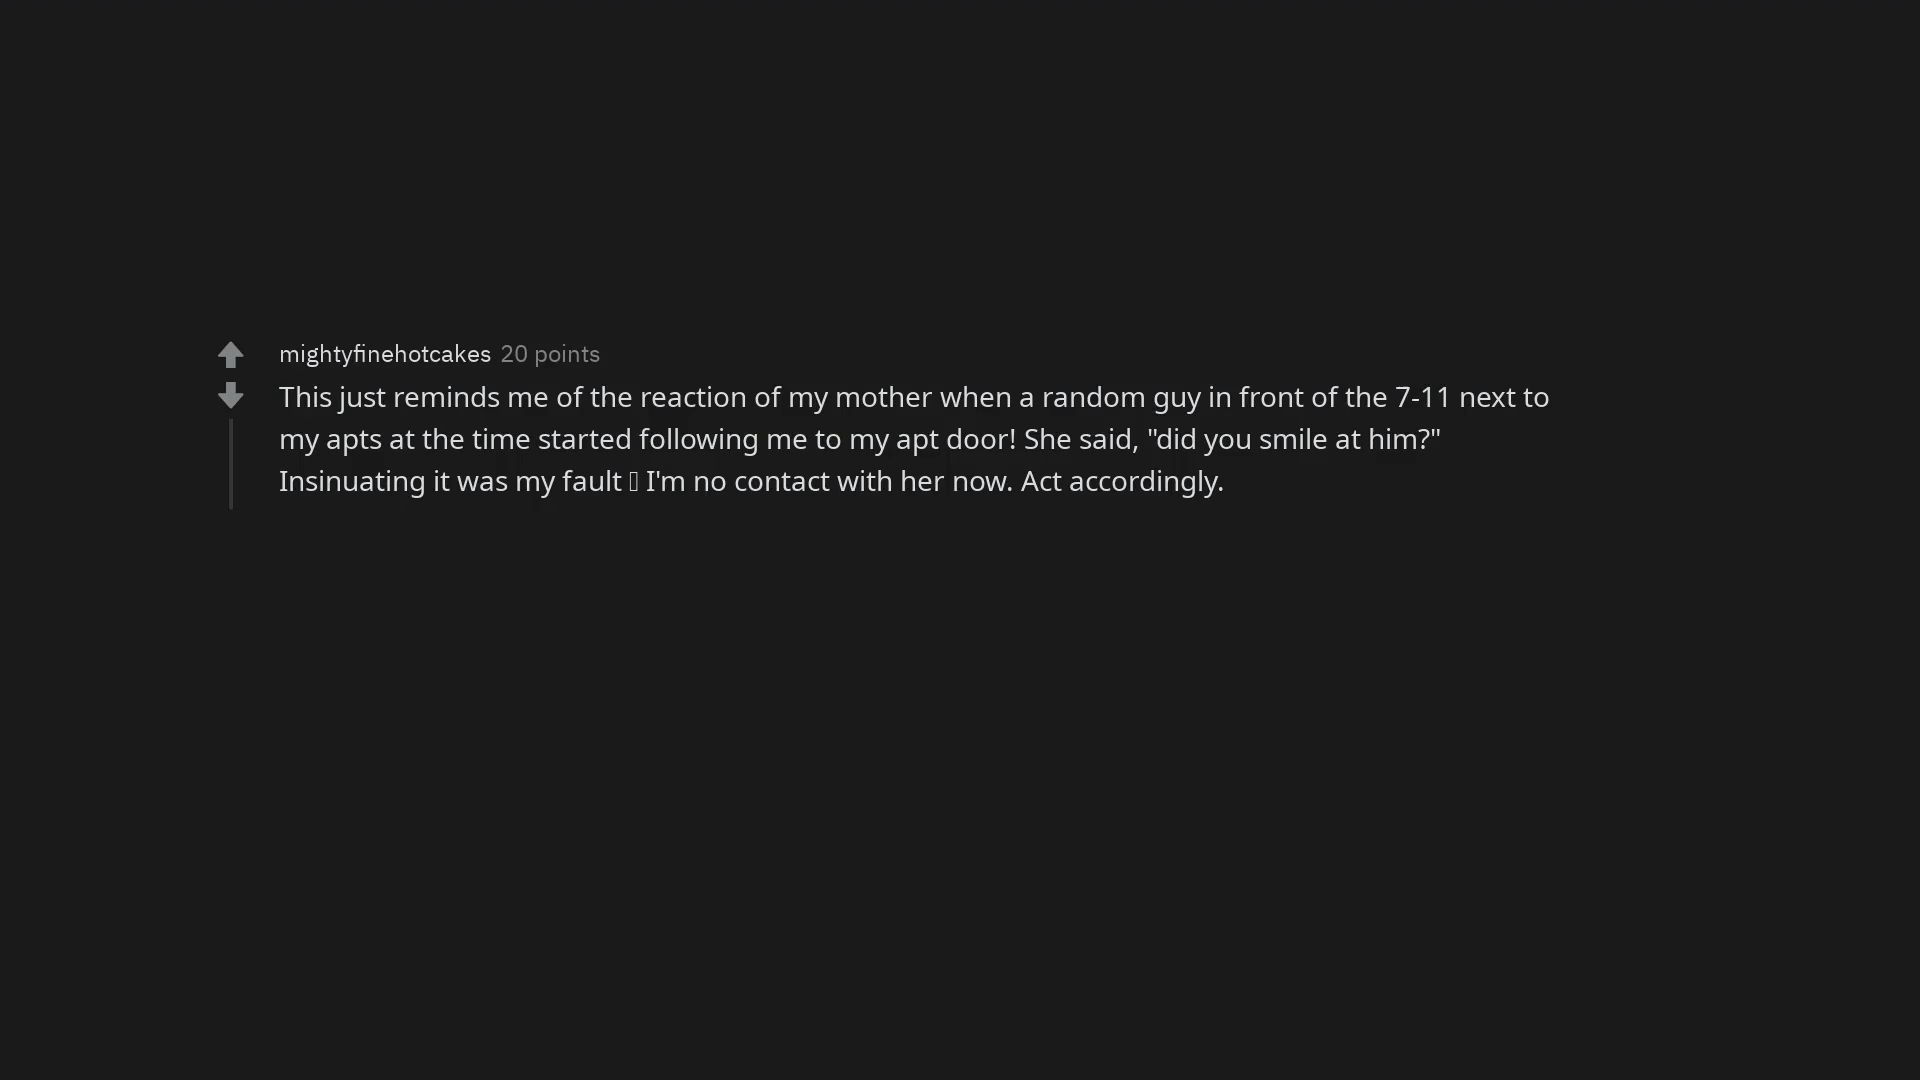 mightyfinehotcakes 20 points
This just reminds me of the reaction of my mother when a random guy in front of the 7-11 next to
my apts at the time started following me to my apt door! She said, "did you smile at him?"
Insinuating it was my fault ▯ I'm no contact with her now. Act accordingly.